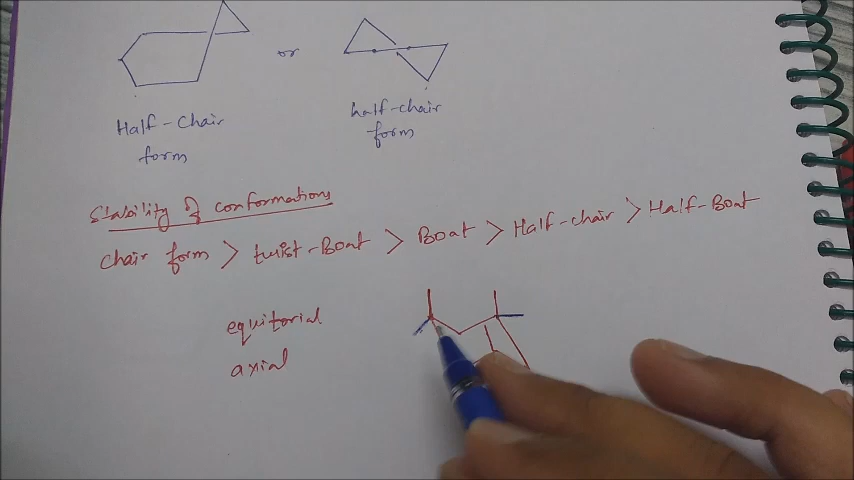 or
Half-Chair
form
half-chair
form
Stability of conformations
chair form > twist-Boat > Boat > Half-chair > Half-Boat
equitorial
axial